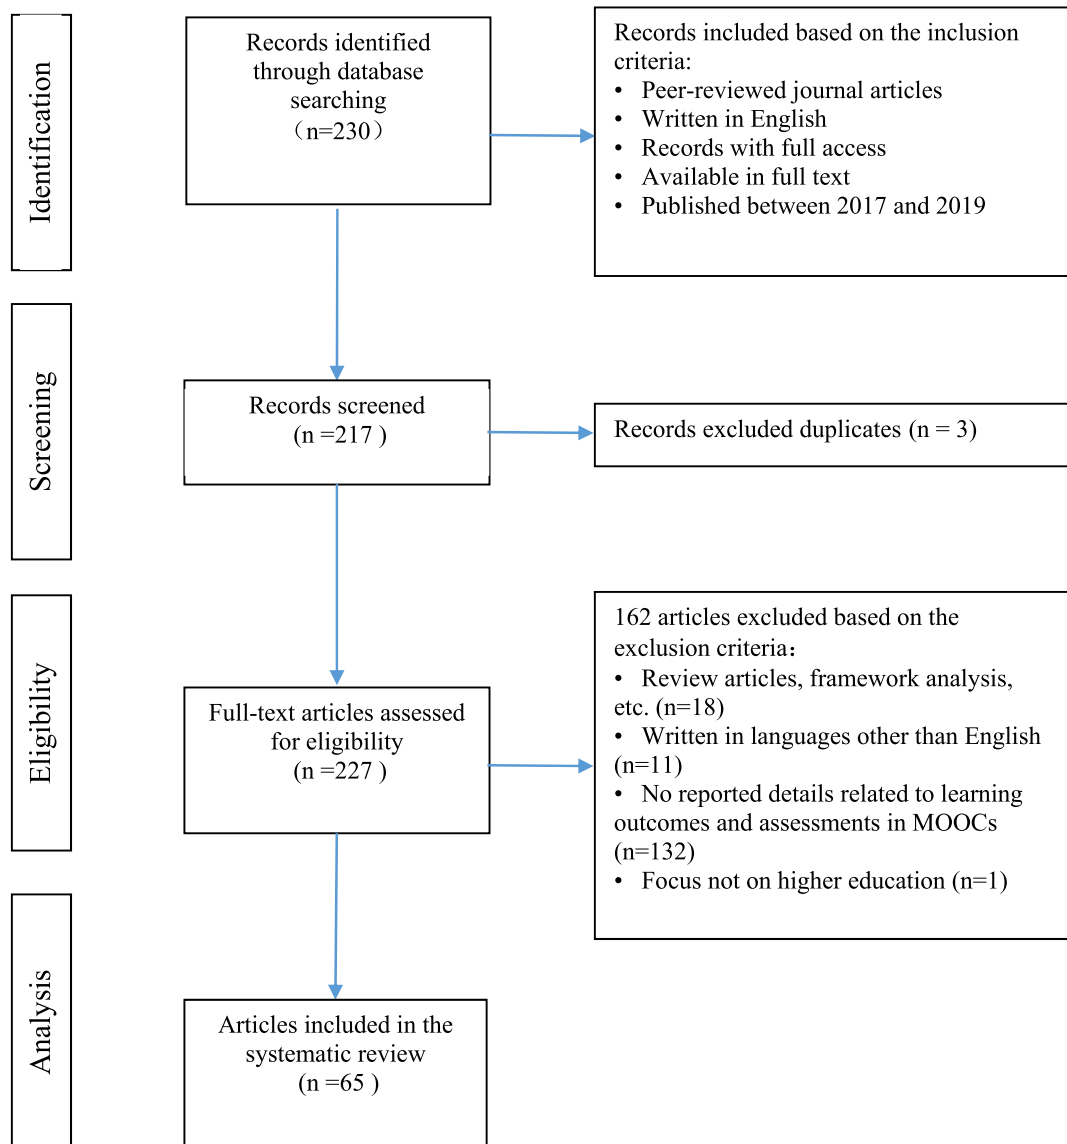 Identification
Records identified
through database
searching
（n=230）
Records included based on the inclusion
criteria:
• Peer-reviewed journal articles
• Written in English
• Records with full access
• Available in full text
• Published between 2017 and 2019
Screening
Records screened
(n =217 )
Records excluded duplicates (n = 3)
Eligibility
Full-text articles assessed
for eligibility
(n =227 )
162 articles excluded based on the
exclusion criteria：
• Review articles, framework analysis,
etc. (n=18)
• Written in languages other than English
(n=11)
• No reported details related to learning
outcomes and assessments in MOOCs
(n=132)
• Focus not on higher education (n=1)
Analysis
Articles included in the
systematic review
(n =65 )